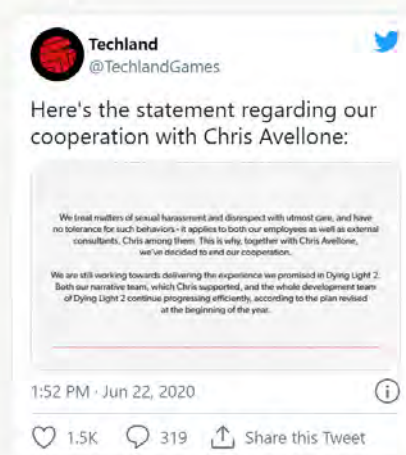 Techland
@TechlandGames
Here's the statement regarding our
cooperation with Chris Avellone:
We treat matters of sexual harassment and disrespect with utmost care, and have
no tolerance for such behaviors - it applies to both our employees as well as external
consultants, Chris among them. This is why, together with Chris Avellone,
we've decided to end our cooperation.
We are still working towards delivering the experience we promised in Dying Light 2.
Both our narrative team, which Chris supported, and the whole development team
of Dying Light 2 continue progressing efficiently, according to the plan revised
at the beginning of the year.
1:52 PM · Jun 22, 2020
1.5K 319 Share this Tweet